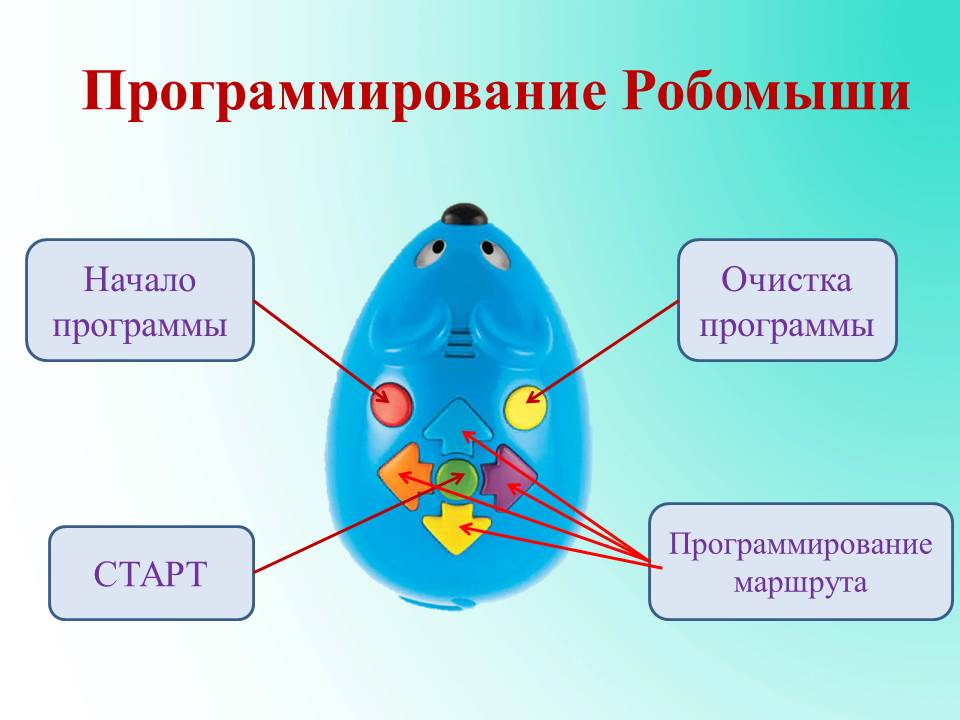 Программирование Робомыши
Начало
программы
Очистка
программы
СТАРТ
Программирование
маршрута